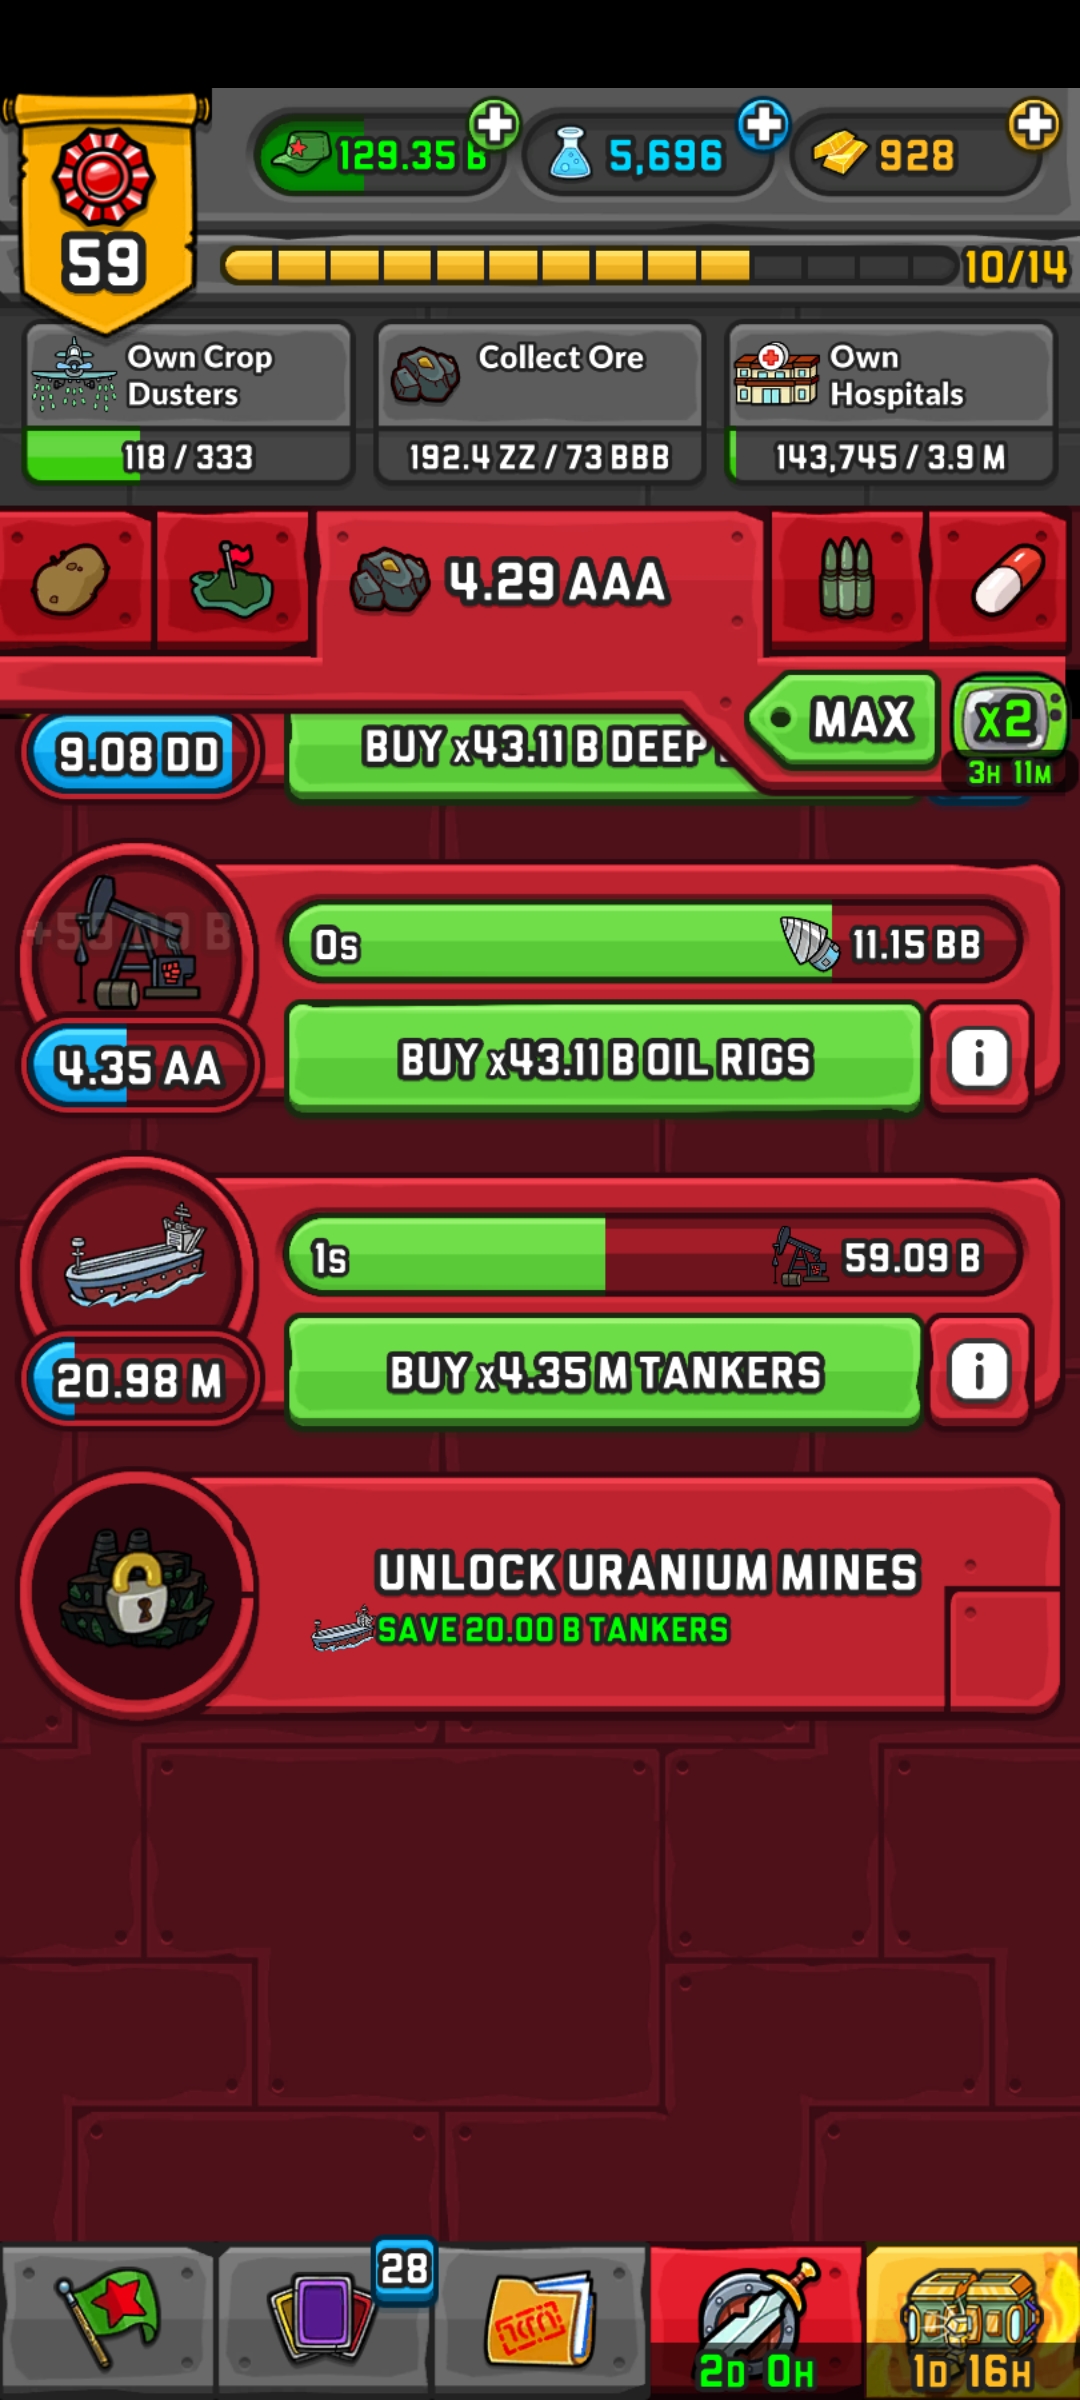 129.35 B
5,696
928
59
10/14
Own Crop
Dusters
118 / 333
Collect Ore
192.4 ZZ / 73 BBB
Own
Hospitals
143,745 / 3.9 M
4.29 AAA
MAX
x2
3H 11M
9.08 DD
BUY x43.11 B DEEP
+59.09 B
0s
11.15 BB
4.35 AA
BUY x43.11 B OIL RIGS
i
1s
59.09 B
20.98 M
BUY x4.35 M TANKERS
i
UNLOCK URANIUM MINES
SAVE 20.00 B TANKERS
28
2D 0H
1D 16H